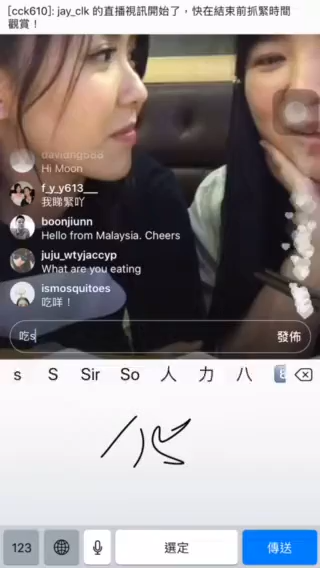 [cck610]: jay_clk 的直播視訊開始了，快在結束前抓緊時間
觀賞！
davidng588
Hi Moon
f_y_y613___
我睇緊吖
boonjiunn
Hello from Malaysia. Cheers
juju_wtyjaccyp
What are you eating
ismosquitoes
吃咩！
吃s
發佈
s S Sir So 人 力 八
123 選定 傳送